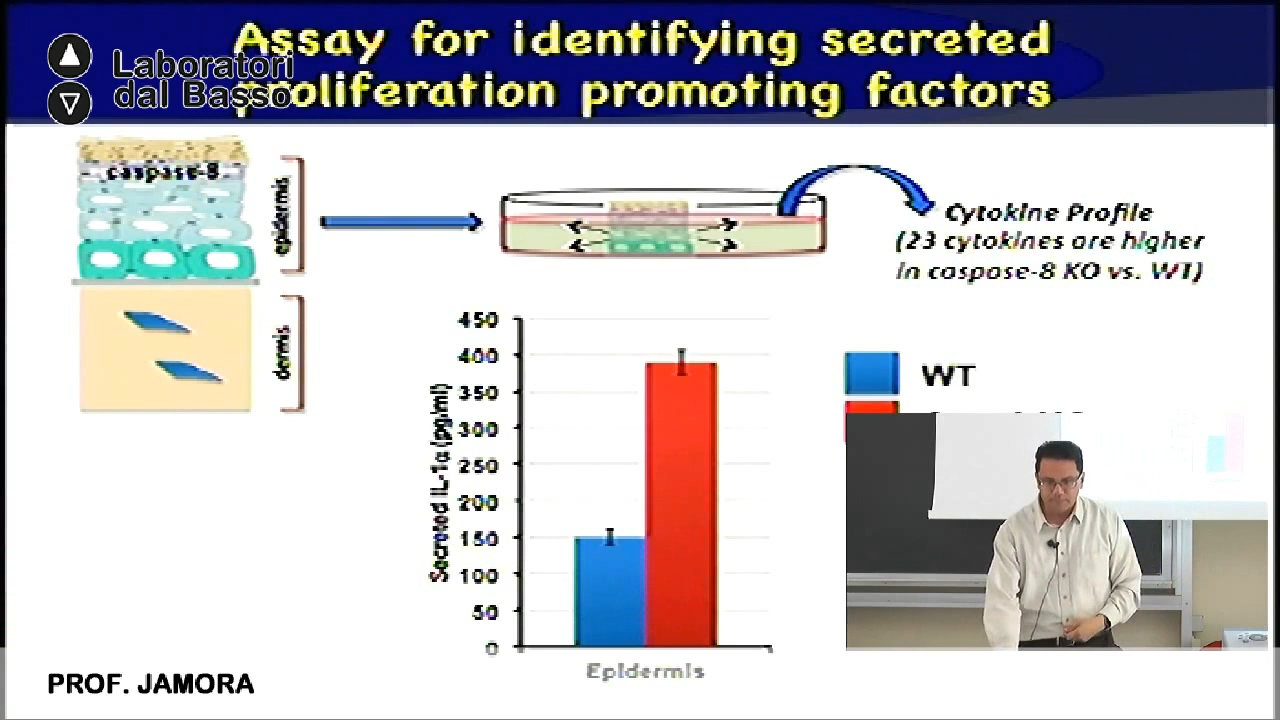 Assay for identifying secreted
proliferation promoting factors
Laboratori
dal Basso
caspase-8
epidermis
dermis
Cytokine Profile
(23 cytokines are higher
in caspase-8 KO vs. WT)
450
400
350
300
250
200
150
100
50
0
Secreted IL-1α (pg/ml)
Epidermis
WT
PROF. JAMORA